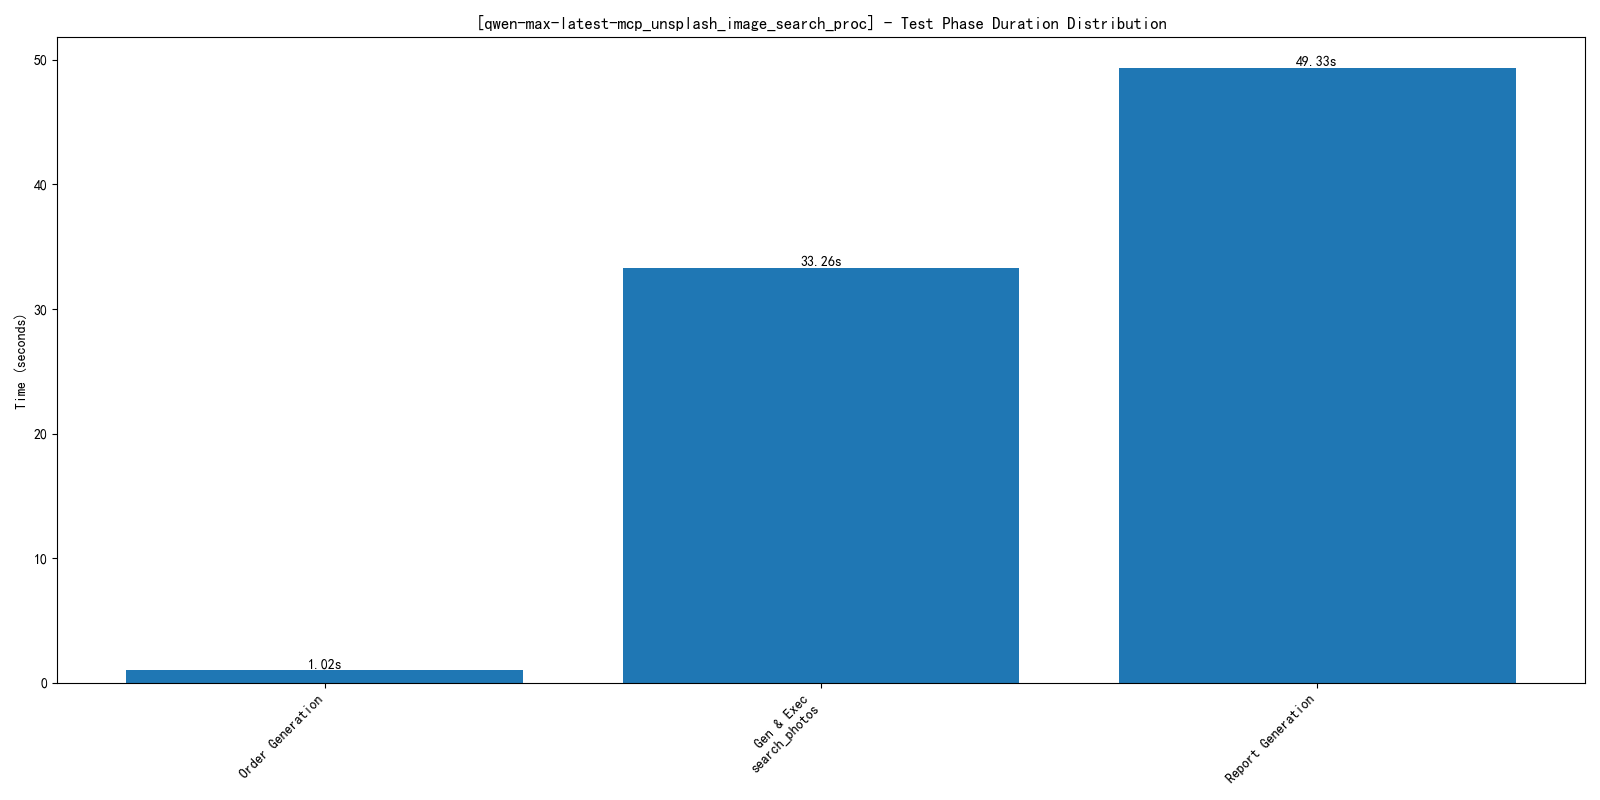 [qwen-max-latest-mcp_unsplash_image_search_proc] - Test Phase Duration Distribution
Time (seconds)
50
40
30
20
10
0
1.02s
33.26s
49.33s
Order Generation
Gen & Exec
search_photos
Report Generation